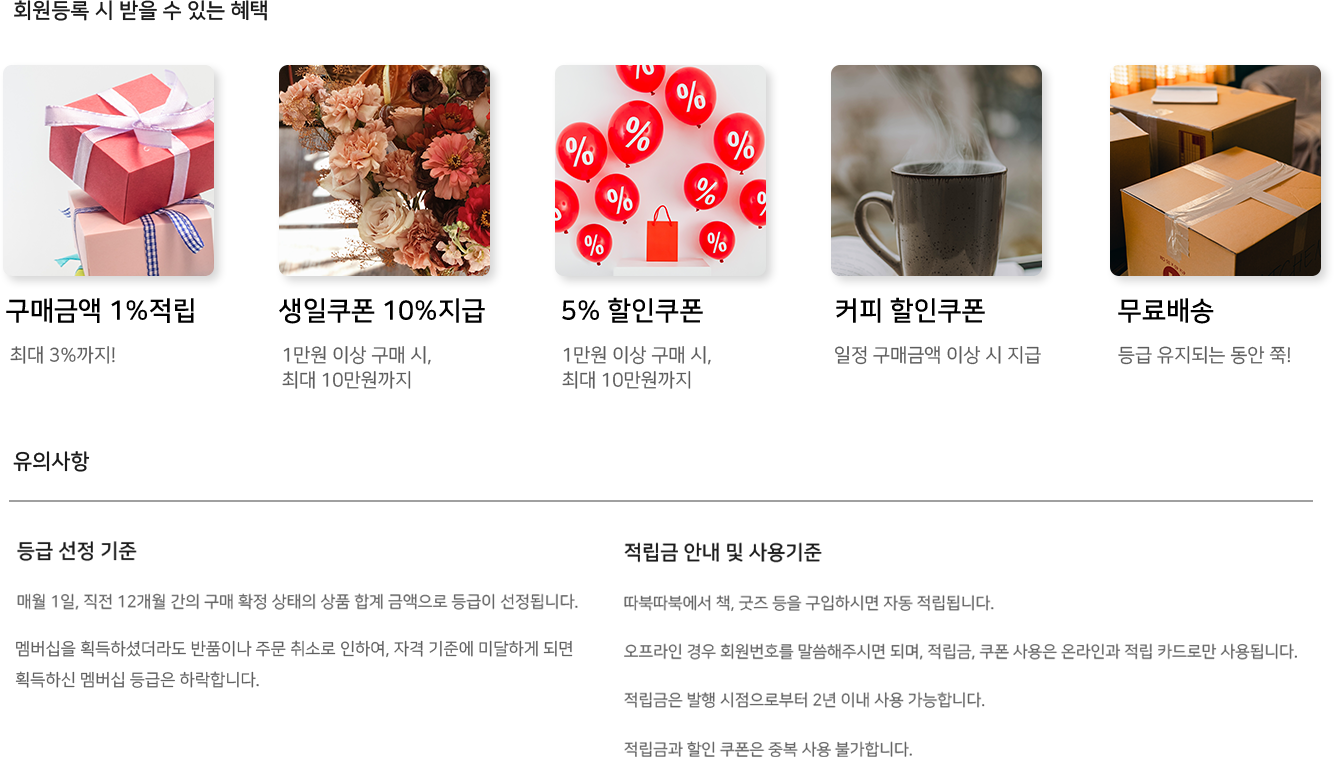 회원등록 시 받을 수 있는 혜택
% % % % % % % % % %
구매금액 1%적립
최대 3%까지!
생일쿠폰 10%지급
1만원 이상 구매 시,
최대 10만원까지
5% 할인쿠폰
1만원 이상 구매 시,
최대 10만원까지
커피 할인쿠폰
일정 구매금액 이상 시 지급
무료배송
등급 유지되는 동안 쭉!
유의사항
등급 선정 기준
매월 1일, 직전 12개월 간의 구매 확정 상태의 상품 합계 금액으로 등급이 선정됩니다.
멤버십을 획득하셨더라도 반품이나 주문 취소로 인하여, 자격 기준에 미달하게 되면
획득하신 멤버십 등급은 하락합니다.
적립금 안내 및 사용기준
따북따북에서 책, 굿즈 등을 구입하시면 자동 적립됩니다.
오프라인 경우 회원번호를 말씀해주시면 되며, 적립금, 쿠폰 사용은 온라인과 적립 카드로만 사용됩니다.
적립금은 발행 시점으로부터 2년 이내 사용 가능합니다.
적립금과 할인 쿠폰은 중복 사용 불가합니다.